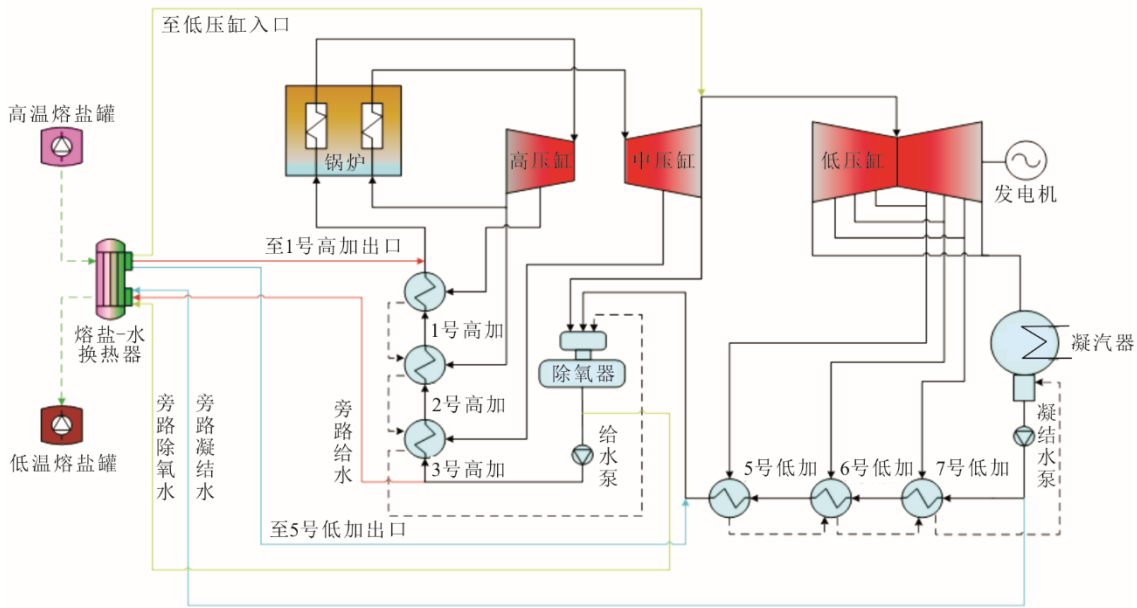 至低压缸入口
高温熔盐罐
锅炉
高压缸
中压缸
低压缸
发电机
至1号高加出口
熔盐-水
换热器
1号高加
除氧器
凝汽器
2号高加
旁路除氧水
旁路凝结水
旁路给水
给水泵
凝结水泵
低温熔盐罐
3号高加
5号低加
6号低加
7号低加
至5号低加出口